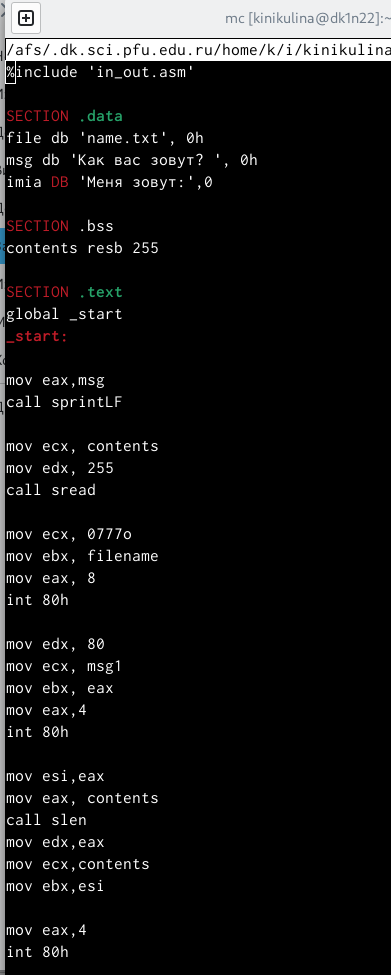 mc [kinikulina@dk1n22]:~
/afs/.dk.sci.pfu.edu.ru/home/k/i/kinikulina
%include 'in_out.asm'
SECTION .data
file db 'name.txt', 0h
msg db 'Как вас зовут? ', 0h
imia DB 'Меня зовут:',0
SECTION .bss
contents resb 255
SECTION .text
global _start
_start:
mov eax,msg
call sprintLF
mov ecx, contents
mov edx, 255
call sread
mov ecx, 0777o
mov ebx, filename
mov eax, 8
int 80h
mov edx, 80
mov ecx, msg1
mov ebx, eax
mov eax,4
int 80h
mov esi,eax
mov eax, contents
call slen
mov edx,eax
mov ecx,contents
mov ebx,esi
mov eax,4
int 80h